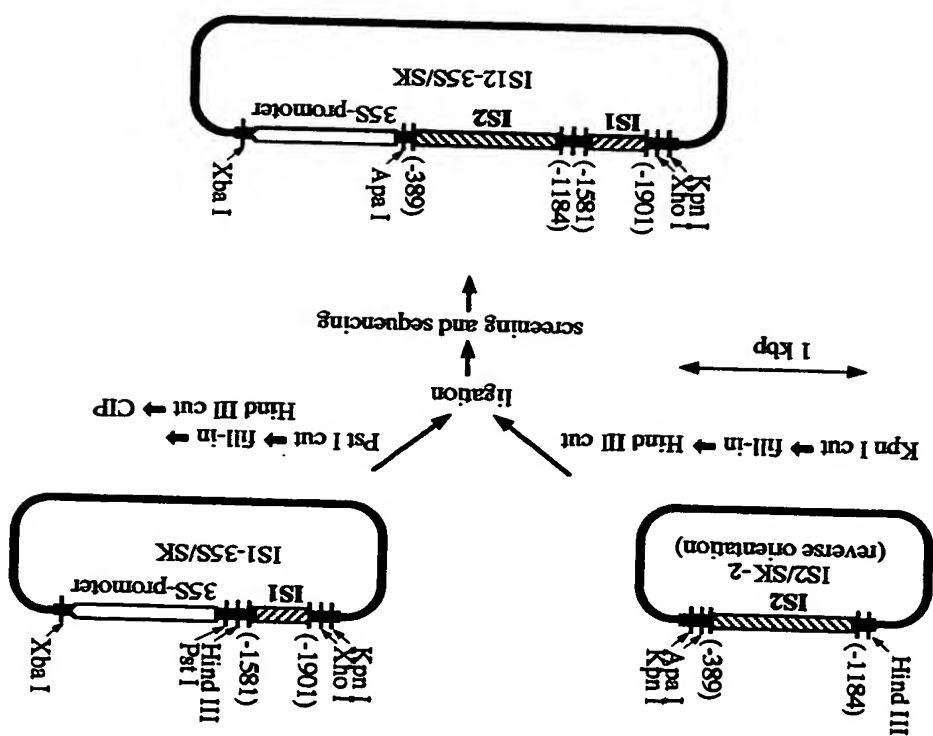 Hind III
(-1184)
(-389)
Apa I
Kpn I
IS2
IS2/SK-2
(reverse orientation)
Kpn I
Xho I
(-1901)
(-1581)
Hind III
Pst I
Xba I
IS1
35S-promoter
IS1-35S/SK
Kpn I cut ➡ fill-in ➡ Hind III cut
Pst I cut ➡ fill-in ➡
Hind III cut ➡ CIP
ligation
1 kbp
screening and sequencing
Kpn I
Xho I
(-1901)
(-1581)
(-1184)
(-389)
Apa I
Xba I
IS1
IS2
35S-promoter
IS12-35S/SK